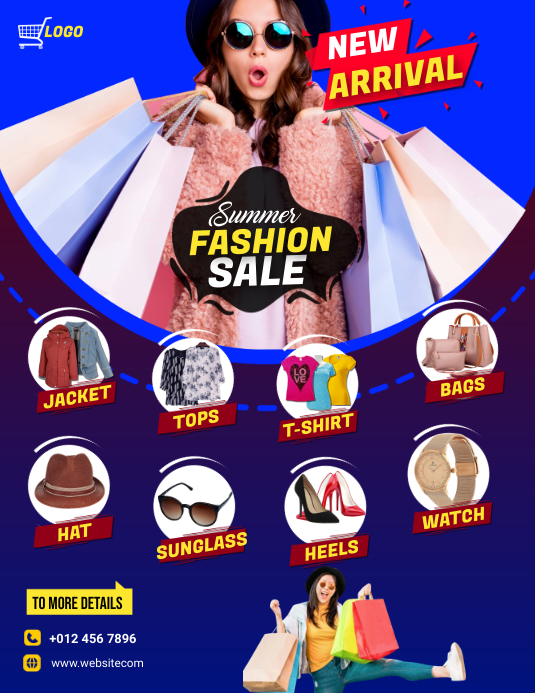 LOGO
NEW
ARRIVAL
Summer
FASHION
SALE
JACKET
TOPS
T-SHIRT
BAGS
LOVE
HAT
SUNGLASS
HEELS
WATCH
TO MORE DETAILS
+012 456 7896
www.websitecom